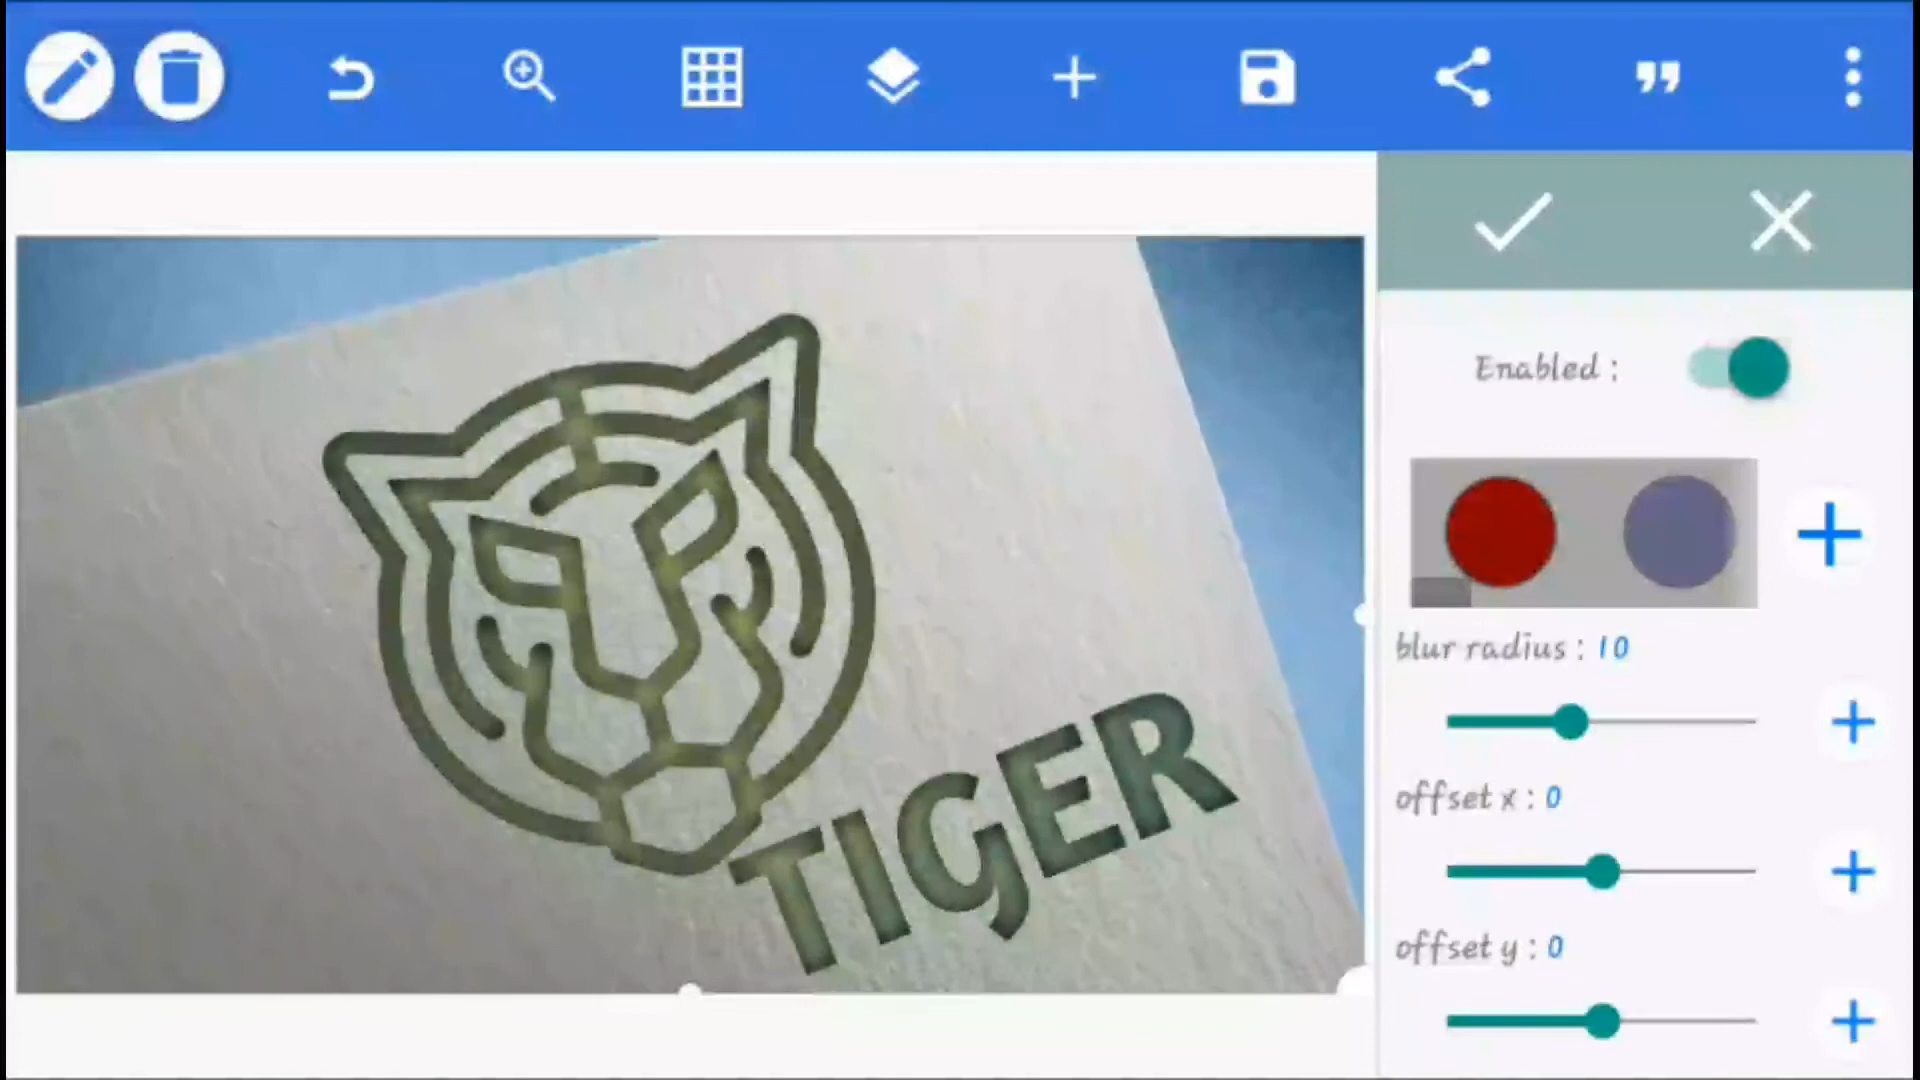 Enabled :
blur radius : 10
offset x : 0
offset y : 0
TIGER